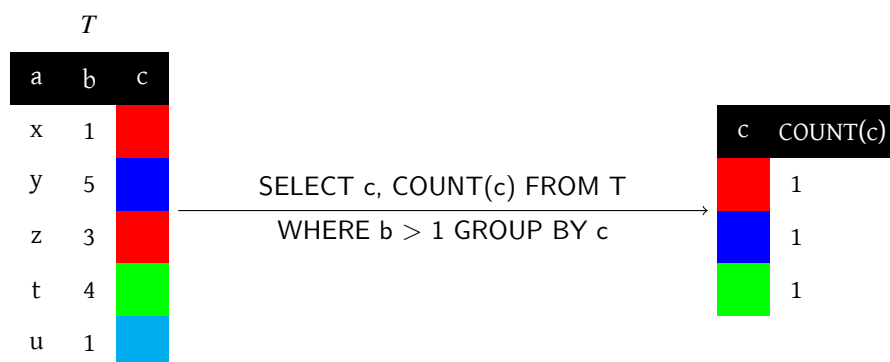 T
a b c
x 1
y 5
z 3
t 4
u 1
SELECT c, COUNT(c) FROM T
WHERE b > 1 GROUP BY c
c COUNT(c)
1
1
1